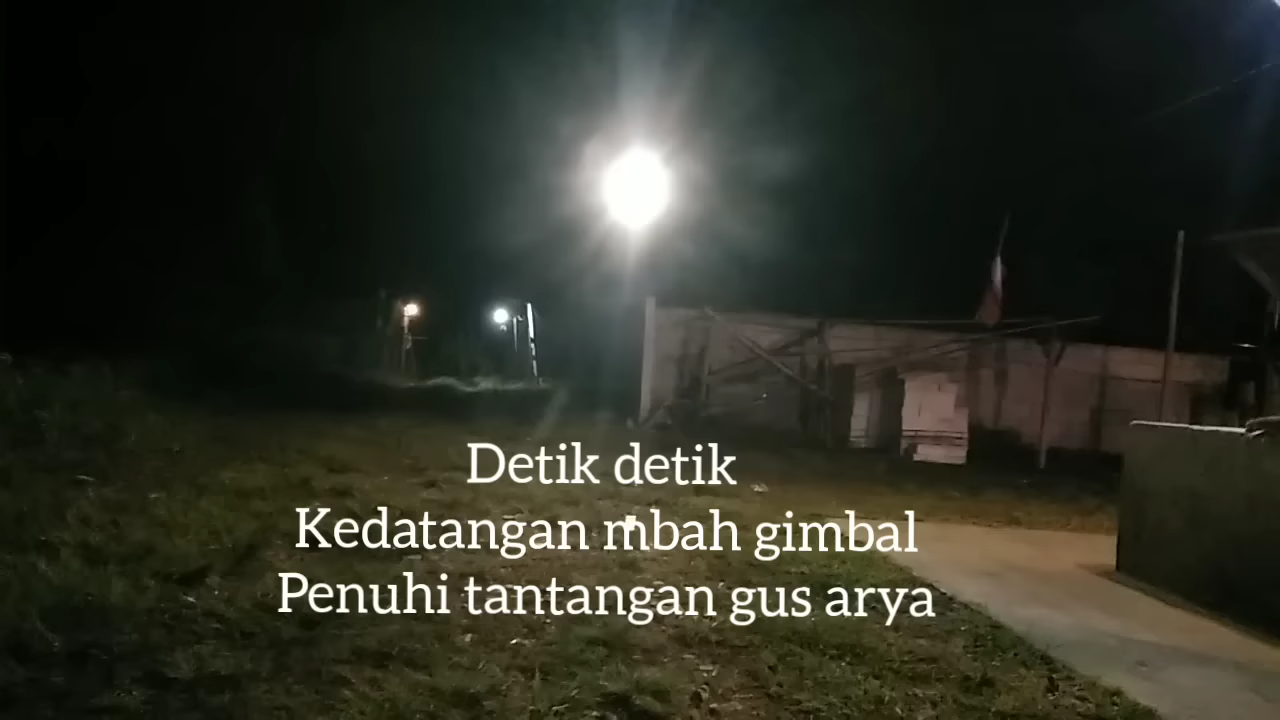 Detik detik
Kedatangan mbah gimbal
Penuhi tantangan gus arya